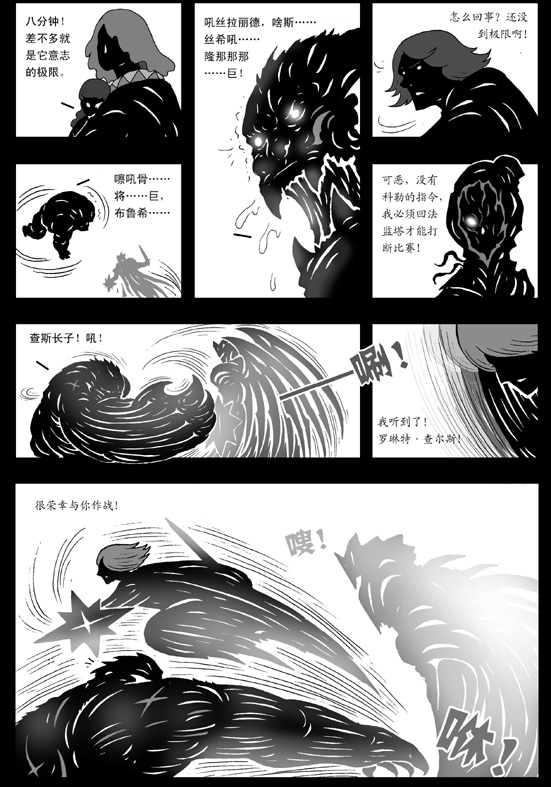 八分钟！
差不多就
是它意志
的极限。
吼丝拉丽德，啥斯……
丝希吼……
隆那那那
……巨！
怎么回事？还没
到极限啊！
嚓吼骨……
将……巨，
布鲁希……
可恶，没有
科勒的指令，
我必须回法
监塔才能打
断比赛！
查斯长子！吼！
我听到了！
罗琳特·查尔斯！
很荣幸与你作战！
嗖！
咻！